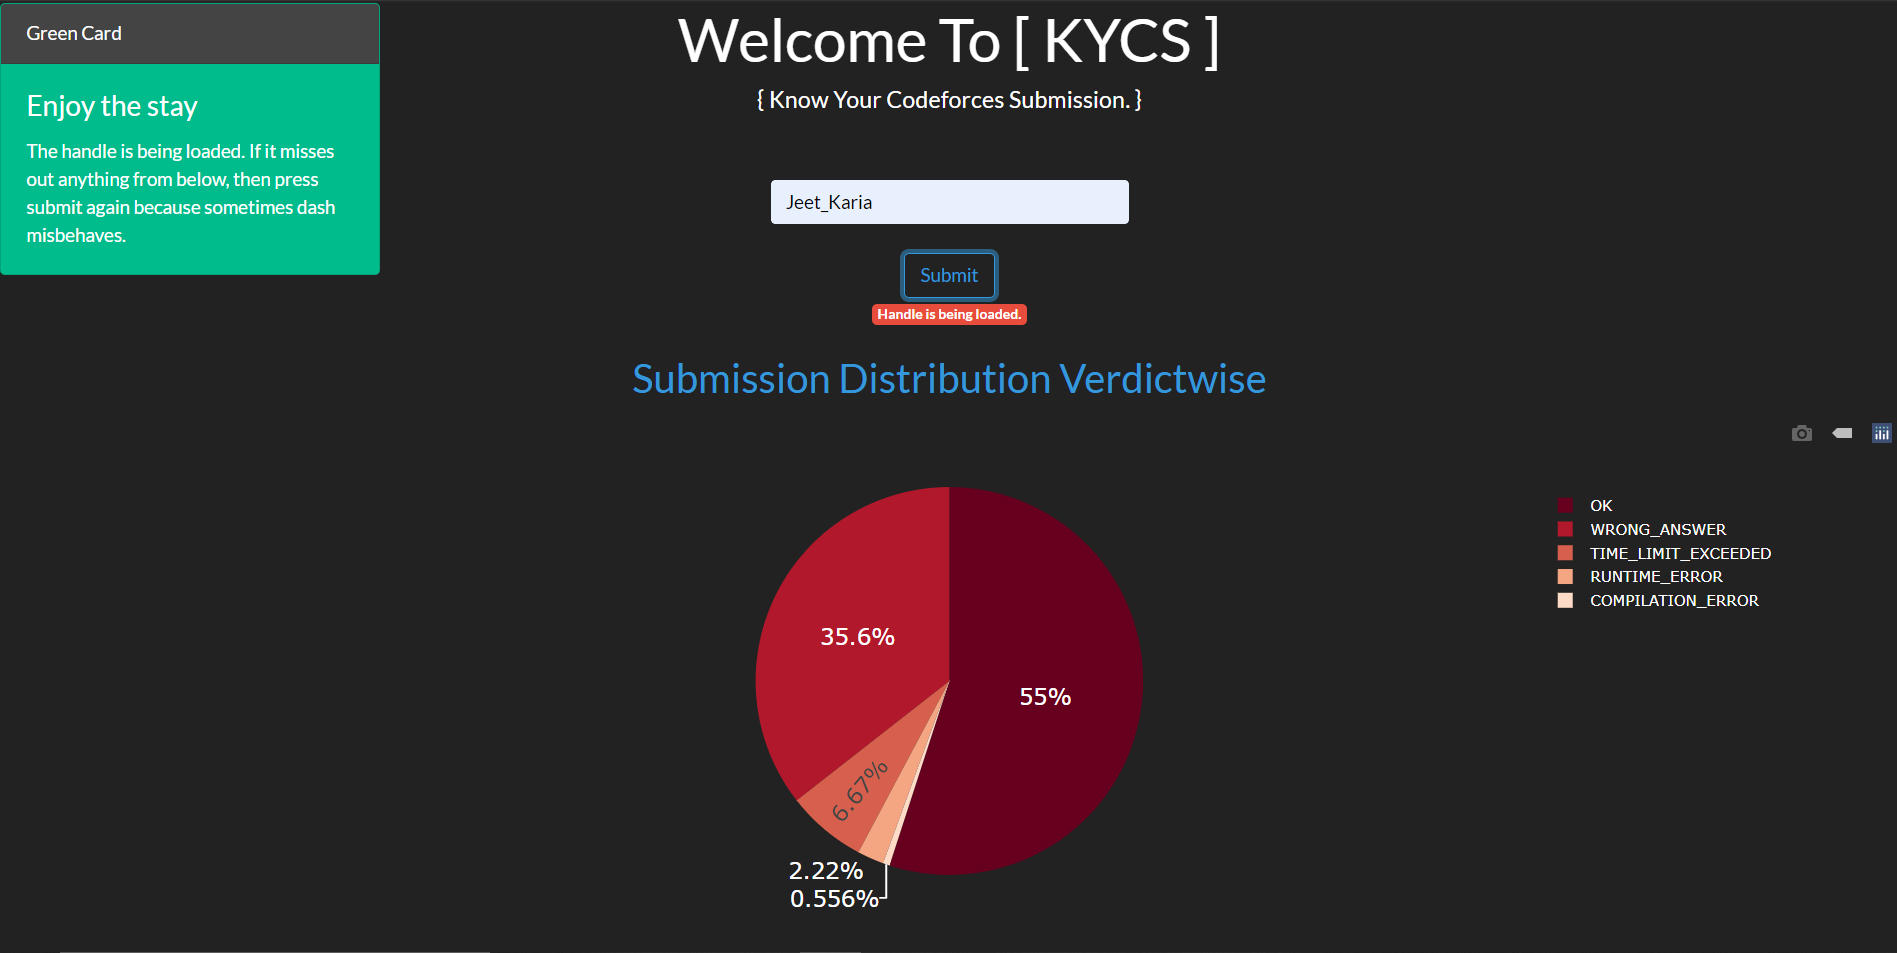 Green Card
Enjoy the stay
The handle is being loaded. If it misses
out anything from below, then press
submit again because sometimes dash
misbehaves.
Welcome To [ KYCS ]
{ Know Your Codeforces Submission. }
Jeet_Karia
Submit
Handle is being loaded.
Submission Distribution Verdictwise
OK
WRONG_ANSWER
TIME_LIMIT_EXCEEDED
RUNTIME_ERROR
COMPILATION_ERROR
35.6%
55%
6.67%
2.22%
0.556%